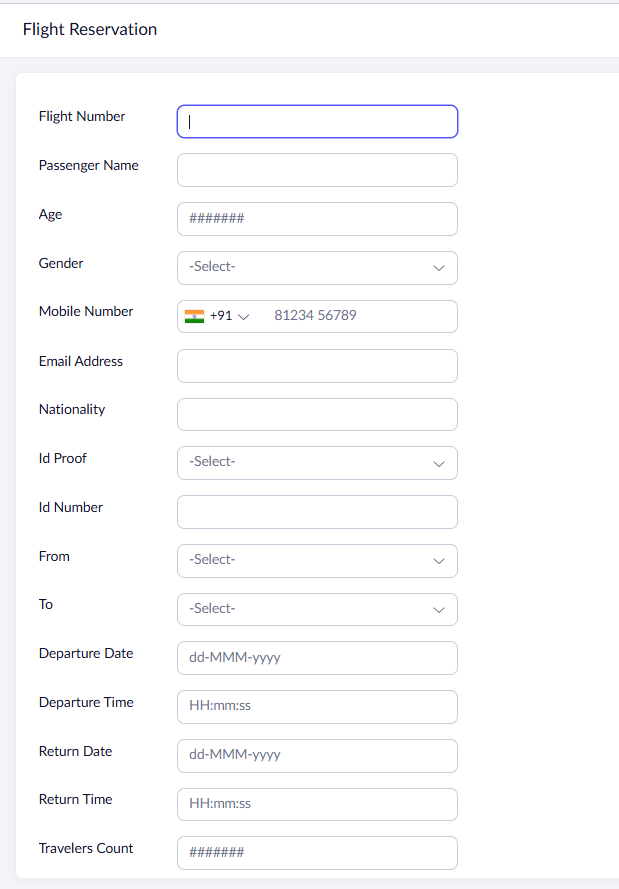 Flight Reservation
Flight Number
Passenger Name
Age #######
Gender -Select-
Mobile Number +91 81234 56789
Email Address
Nationality
Id Proof -Select-
Id Number
From -Select-
To -Select-
Departure Date dd-MMM-yyyy
Departure Time HH:mm:ss
Return Date dd-MMM-yyyy
Return Time HH:mm:ss
Travelers Count #######